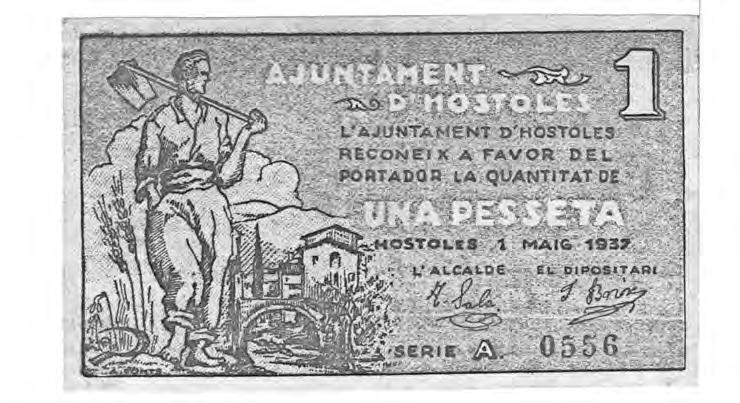 AJUNTAMENT
D'HOSTOLES
1
L'AJUNTAMENT D'HOSTOLES
RECONEIX A FAVOR DEL
PORTADOR LA QUANTITAT DE
UNA PESSETA
HOSTOLES 1 MAIG 1937
L'ALCALDE EL DIPOSITARI
Sala
SERIE A. 0556